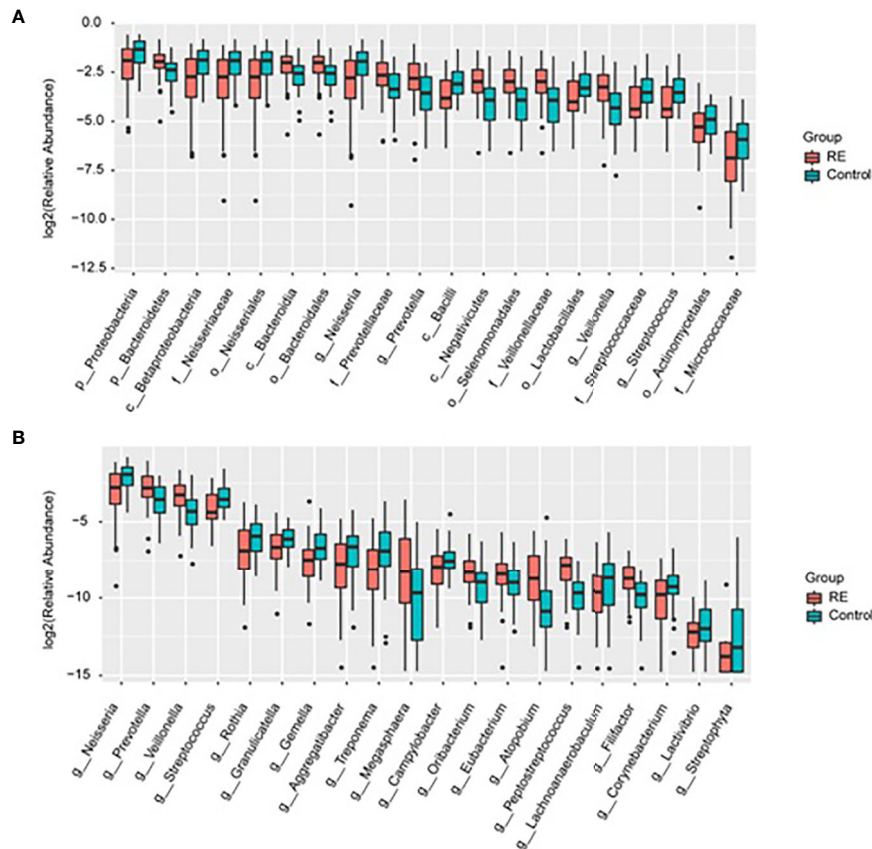 A
log2(Relative Abundance)
0.0
−2.5
−5.0
−7.5
−10.0
−12.5
p__Proteobacteria
p__Bacteroidetes
c__Betaproteobacteria
f__Neisseriaceae
o__Neisseriales
c__Bacteroidia
o__Bacteroidales
g__Neisseria
f__Prevotellaceae
g__Prevotella
c__Bacilli
c__Negativicutes
o__Selenomonadales
f__Veillonellaceae
o__Lactobacillales
g__Veillonella
f__Streptococcaceae
g__Streptococcus
o__Actinomycetales
f__Micrococcaceae
Group
RE
Control
B
log2(Relative Abundance)
−5
−10
−15
g__Neisseria
g__Prevotella
g__Veillonella
g__Streptococcus
g__Rothia
g__Granulicatella
g__Gemella
g__Aggregatibacter
g__Treponema
g__Megasphaera
g__Campylobacter
g__Oribacterium
g__Eubacterium
g__Atopobium
g__Peptostreptococcus
g__Lachnoanaerobaculum
g__Filifactor
g__Corynebacterium
g__Lactivibrio
g__Streptophyta
Group
RE
Control